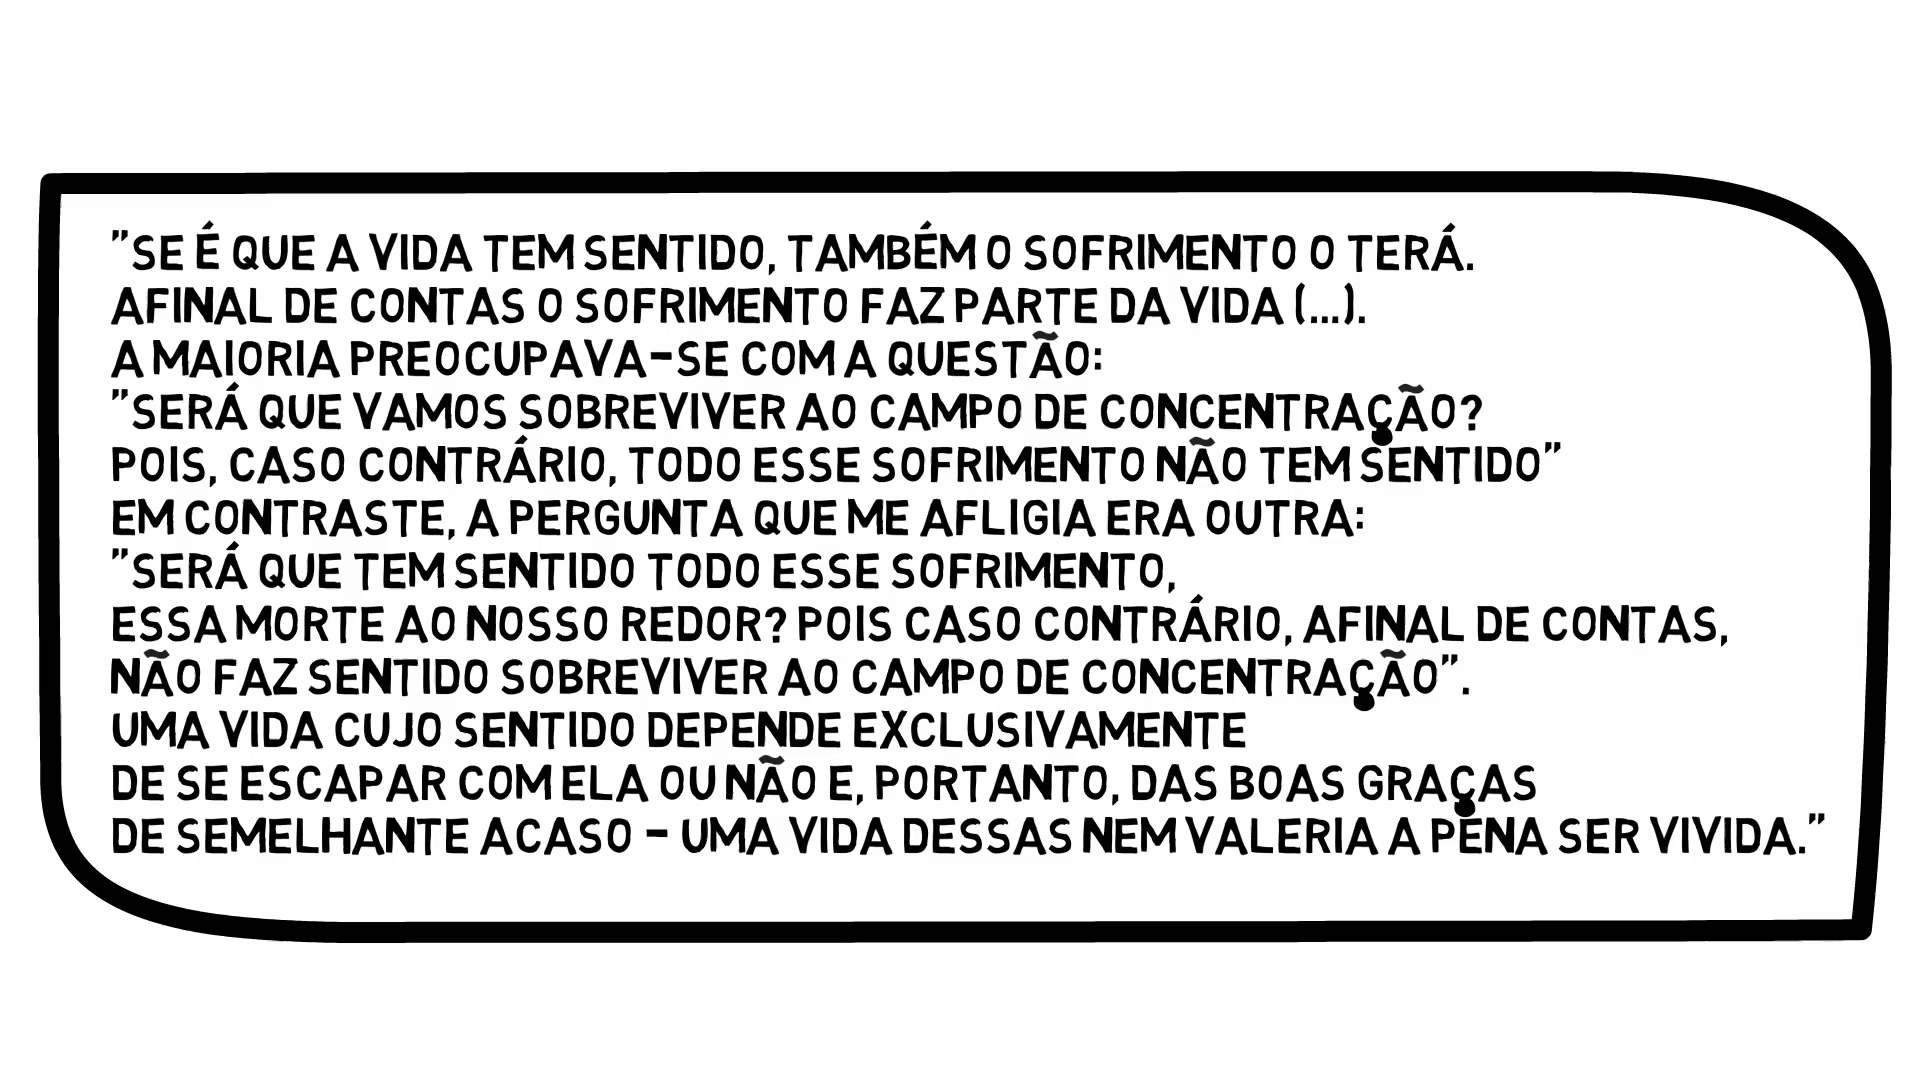 "SE É QUE A VIDA TEM SENTIDO, TAMBÉM O SOFRIMENTO O TERÁ.
AFINAL DE CONTAS O SOFRIMENTO FAZ PARTE DA VIDA (...).
A MAIORIA PREOCUPAVA-SE COM A QUESTÃO:
"SERÁ QUE VAMOS SOBREVIVER AO CAMPO DE CONCENTRAÇÃO?
POIS, CASO CONTRÁRIO, TODO ESSE SOFRIMENTO NÃO TEM SENTIDO"
EM CONTRASTE, A PERGUNTA QUE ME AFLIGIA ERA OUTRA:
"SERÁ QUE TEM SENTIDO TODO ESSE SOFRIMENTO,
ESSA MORTE AO NOSSO REDOR? POIS CASO CONTRÁRIO, AFINAL DE CONTAS,
NÃO FAZ SENTIDO SOBREVIVER AO CAMPO DE CONCENTRAÇÃO".
UMA VIDA CUJO SENTIDO DEPENDE EXCLUSIVAMENTE
DE SE ESCAPAR COM ELA OU NÃO E, PORTANTO, DAS BOAS GRAÇAS
DE SEMELHANTE ACASO - UMA VIDA DESSAS NEM VALERIA A PENA SER VIVIDA."